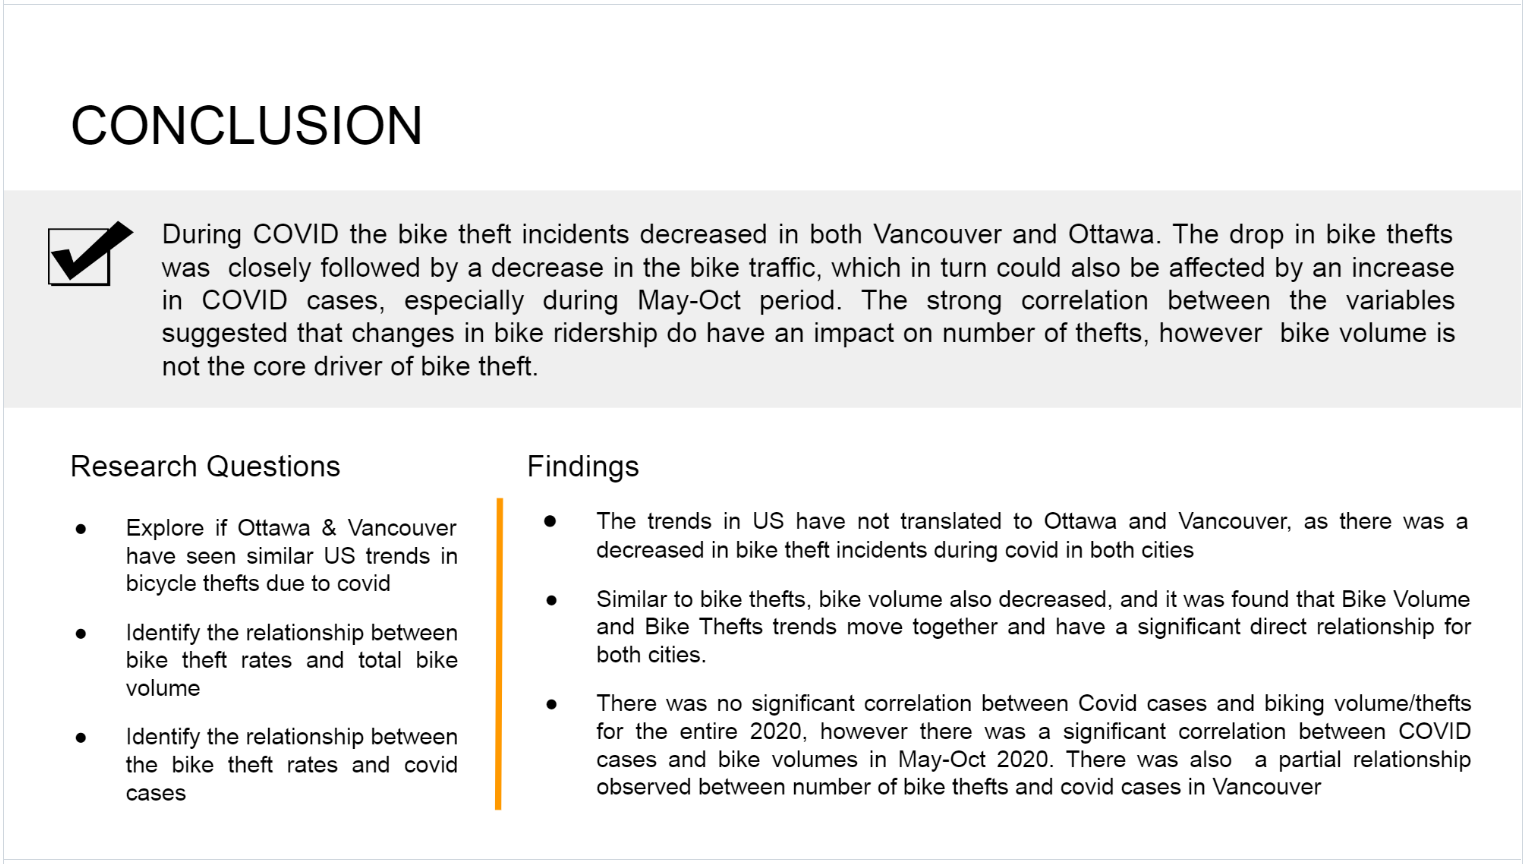 CONCLUSION
During COVID the bike theft incidents decreased in both Vancouver and Ottawa. The drop in bike thefts
was closely followed by a decrease in the bike traffic, which in turn could also be affected by an increase
in COVID cases, especially during May-Oct period. The strong correlation between the variables
suggested that changes in bike ridership do have an impact on number of thefts, however bike volume is
not the core driver of bike theft.
Research Questions
● Explore if Ottawa & Vancouver
have seen similar US trends in
bicycle thefts due to covid
● Identify the relationship between
bike theft rates and total bike
volume
● Identify the relationship between
the bike theft rates and covid
cases
Findings
● The trends in US have not translated to Ottawa and Vancouver, as there was a
decreased in bike theft incidents during covid in both cities
● Similar to bike thefts, bike volume also decreased, and it was found that Bike Volume
and Bike Thefts trends move together and have a significant direct relationship for
both cities.
● There was no significant correlation between Covid cases and biking volume/thefts
for the entire 2020, however there was a significant correlation between COVID
cases and bike volumes in May-Oct 2020. There was also a partial relationship
observed between number of bike thefts and covid cases in Vancouver